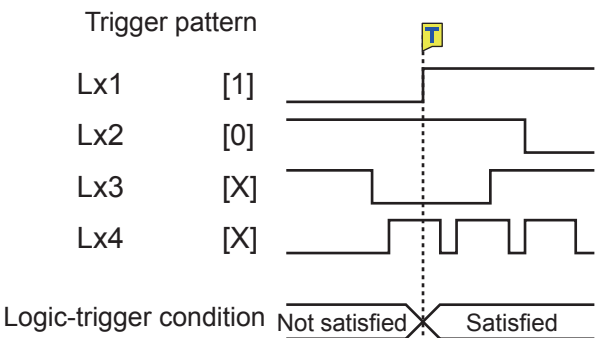 Trigger pattern
T
Lx1 [1]
Lx2 [0]
Lx3 [X]
Lx4 [X]
Logic-trigger condition Not satisfied Satisfied